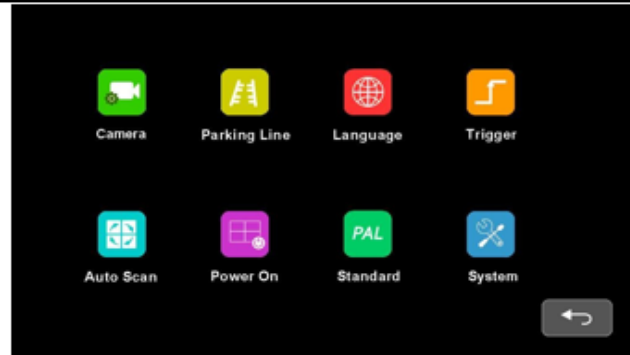 Camera
Parking Line
Language
Trigger
PAL
Auto Scan
Power On
Standard
System